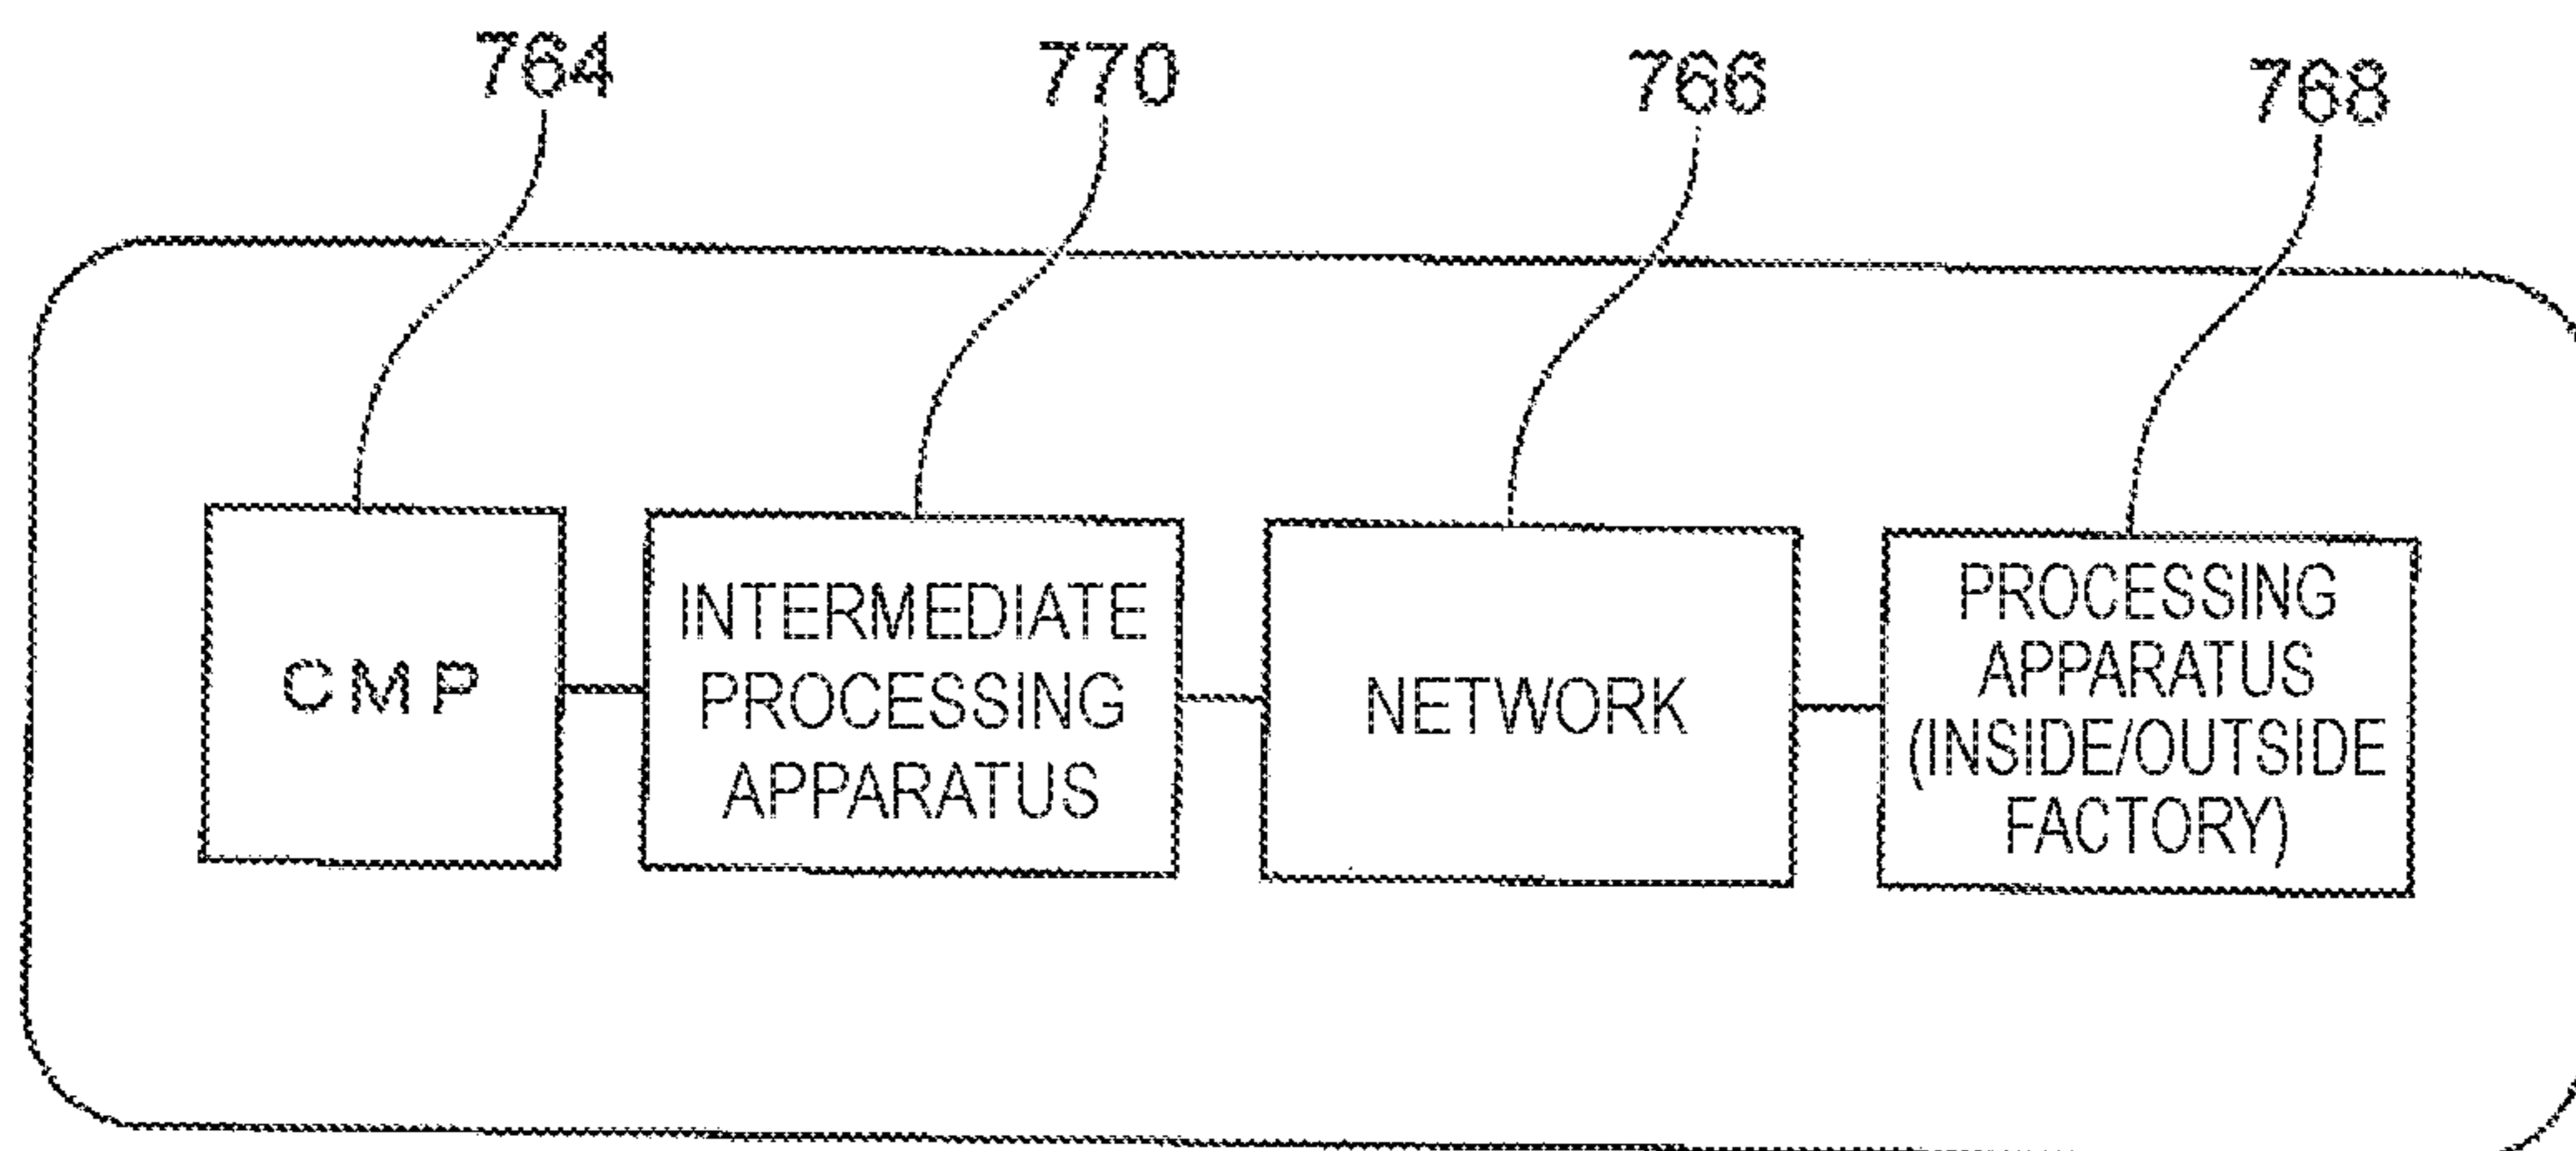 764
770
766
768
CMP
INTERMEDIATE
PROCESSING
APPARATUS
NETWORK
PROCESSING
APPARATUS
(INSIDE/OUTSIDE
FACTORY)